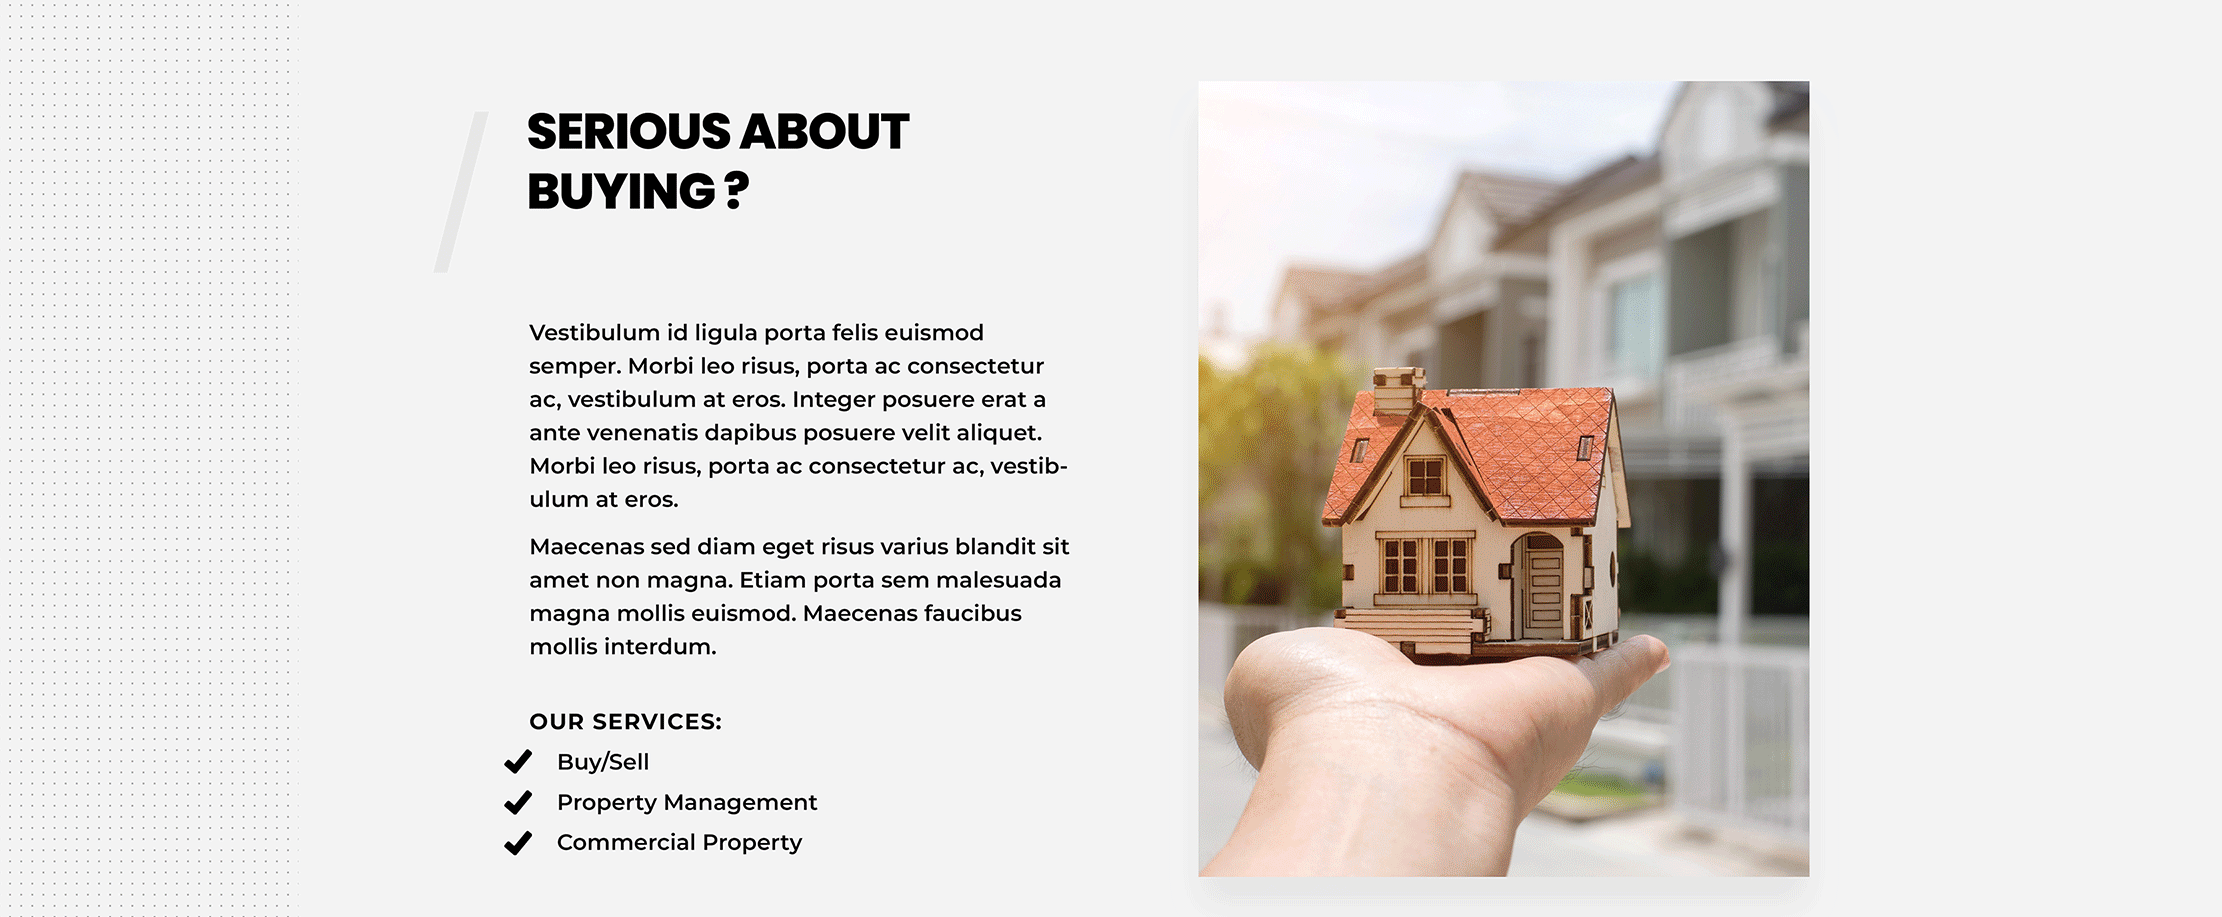 SERIOUS ABOUT
BUYING ?
Vestibulum id ligula porta felis euismod
semper. Morbi leo risus, porta ac consectetur
ac, vestibulum at eros. Integer posuere erat a
ante venenatis dapibus posuere velit aliquet.
Morbi leo risus, porta ac consectetur ac, vestib-
ulum at eros.
Maecenas sed diam eget risus varius blandit sit
amet non magna. Etiam porta sem malesuada
magna mollis euismod. Maecenas faucibus
mollis interdum.
OUR SERVICES:
Buy/Sell
Property Management
Commercial Property